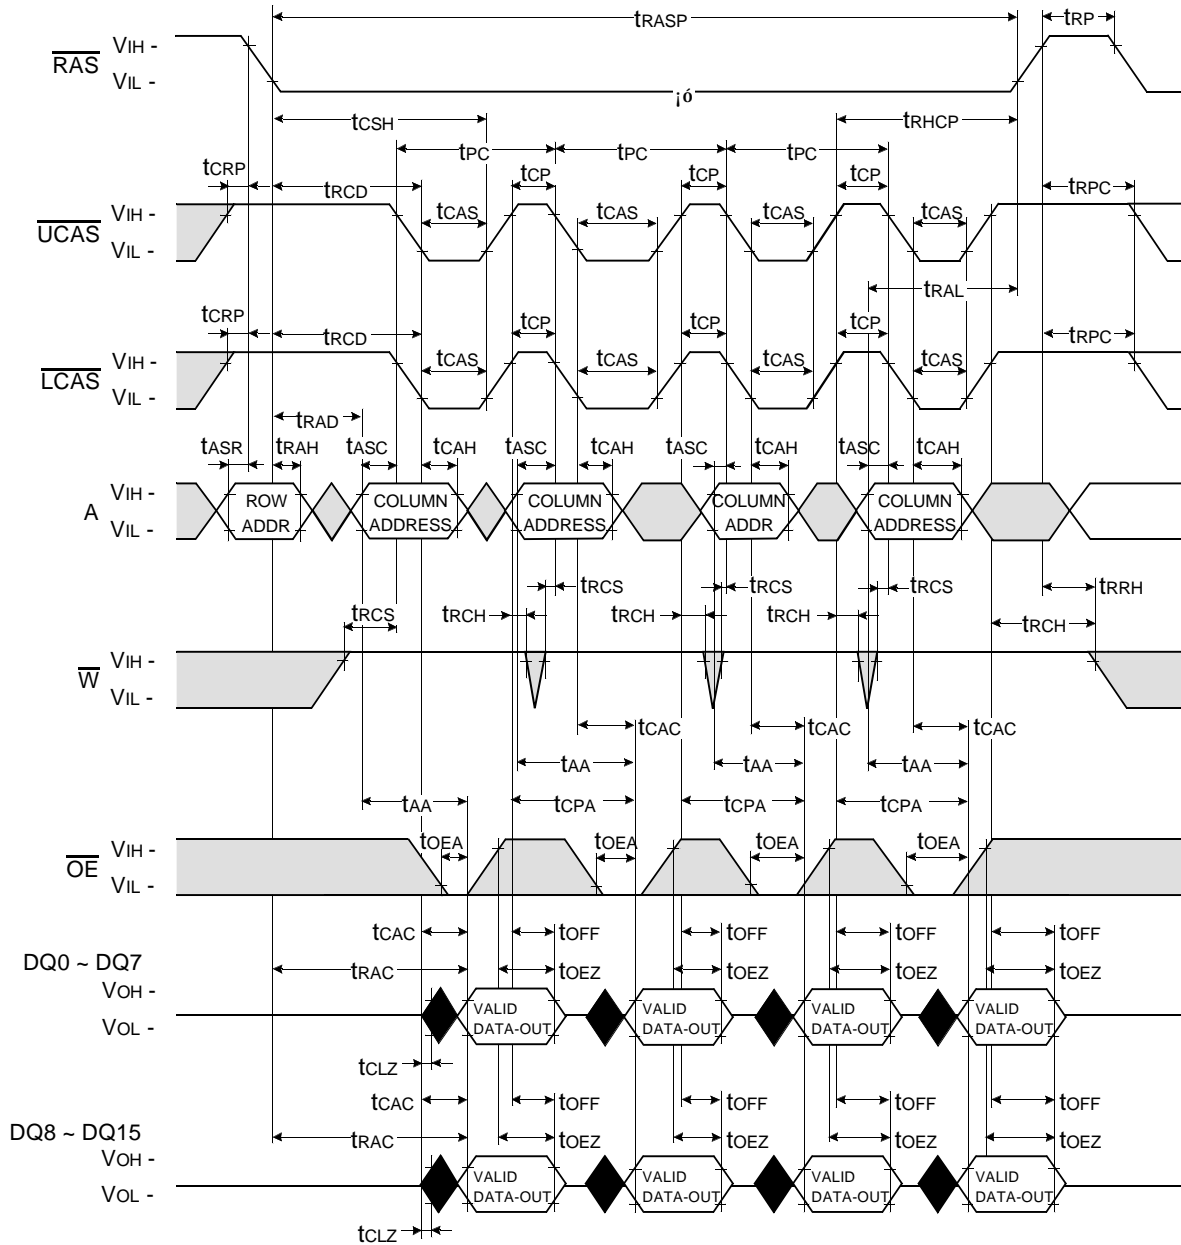 tRASP tRP
RAS VIH -
VIL -
¡ó
tCSH tRHCP
tPC tPC tPC
tCRP tRCD tCP tCP tCP tRPC
UCAS VIH -
VIL -
tCAS tCAS tCAS tCAS
tRAL
tCRP tRCD tCP tCP tCP tRPC
LCAS VIH -
VIL -
tCAS tCAS tCAS tCAS
tRAD
tASR tRAH tASC tCAH tASC tCAH tASC tCAH tASC tCAH
A VIH -
VIL -
ROW ADDR
COLUMN ADDRESS
COLUMN ADDRESS
COLUMN ADDR
COLUMN ADDRESS
tRCS tRCS tRCS tRRH
tRCS tRCH tRCH tRCH tRCH
W VIH -
VIL -
tCAC tCAC tCAC
tAA tAA tAA
tAA tCPA tCPA tCPA
OE VIH -
VIL -
tOEA tOEA tOEA tOEA
tCAC tOFF tOFF tOFF tOFF
DQ0 ~ DQ7
tRAC tOEZ tOEZ tOEZ tOEZ
VOH -
VOL -
VALID DATA-OUT
VALID DATA-OUT
VALID DATA-OUT
VALID DATA-OUT
tCLZ
tCAC tOFF tOFF tOFF tOFF
DQ8 ~ DQ15
tRAC tOEZ tOEZ tOEZ tOEZ
VOH -
VOL -
VALID DATA-OUT
VALID DATA-OUT
VALID DATA-OUT
VALID DATA-OUT
tCLZ